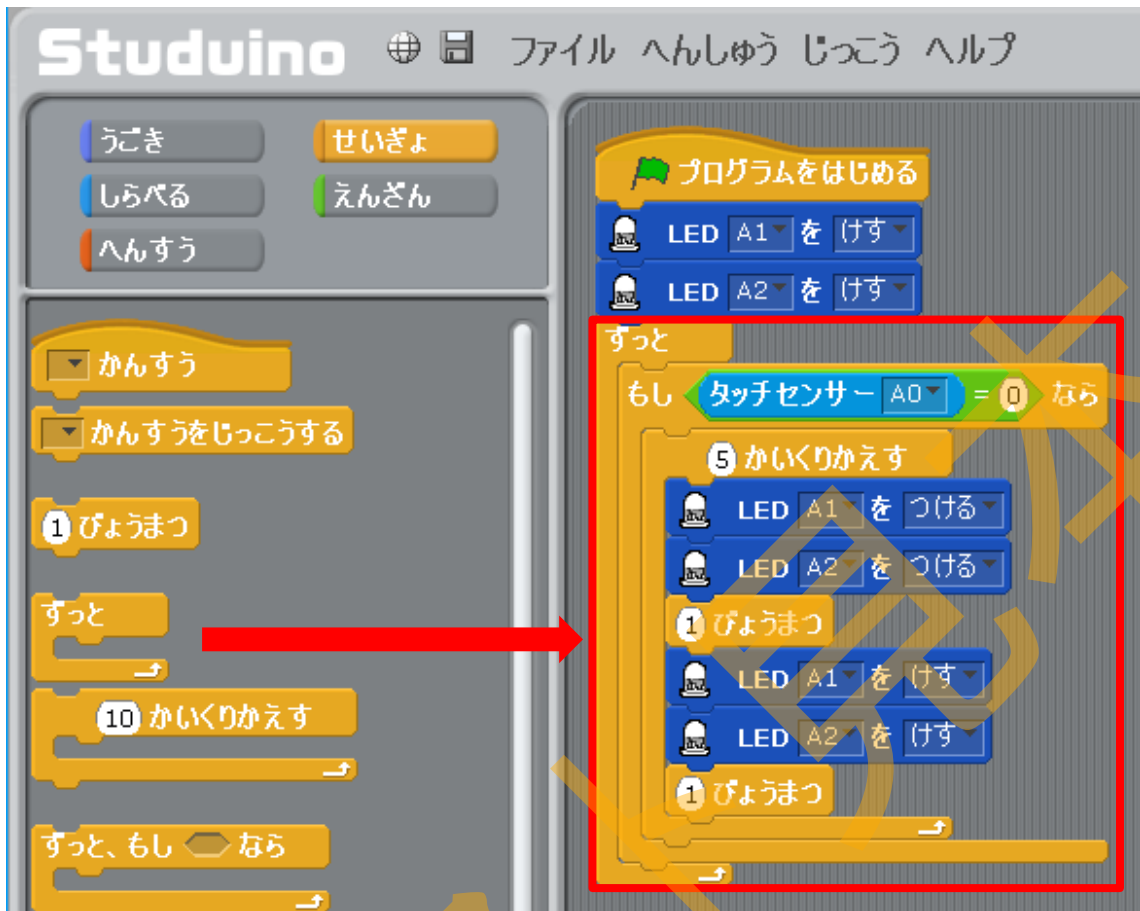 Studuino ファイル へんしゅう じっこう ヘルプ
うごき せいぎょ
しらべる えんざん
へんすう
かんすう
かんすうをじっこうする
1 びょうまつ
ずっと
10 かいくりかえす
ずっと、もし なら
プログラムをはじめる
LED A1 を けす
LED A2 を けす
ずっと
もし タッチセンサー A0 = 0 なら
5 かいくりかえす
LED A1 を つける
LED A2 を つける
1 びょうまつ
LED A1 を けす
LED A2 を けす
1 びょうまつ